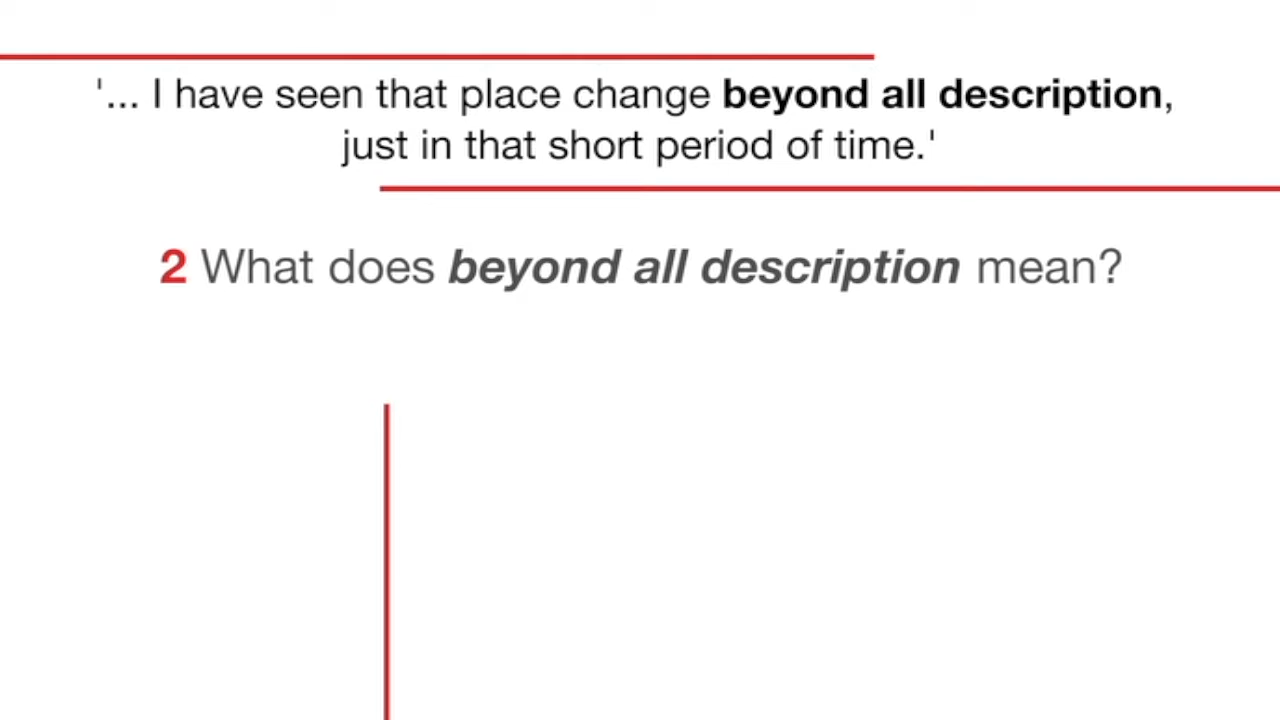 '... I have seen that place change beyond all description,
just in that short period of time.'
2 What does beyond all description mean?